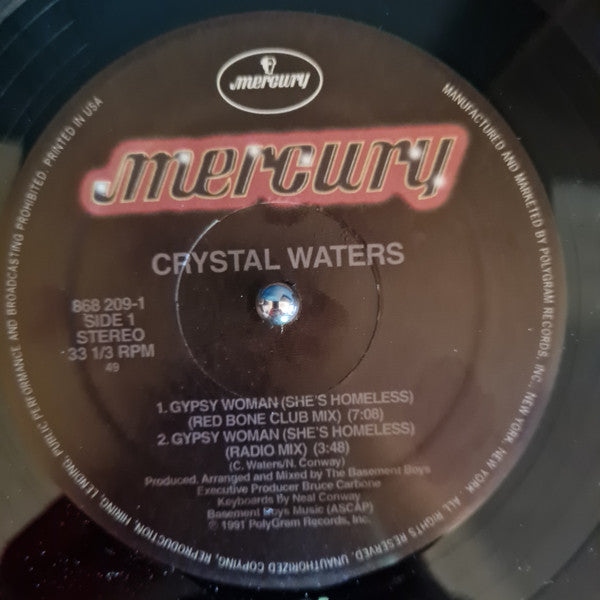 mercury
mercury
CRYSTAL WATERS
868 209-1
SIDE 1
STEREO
33 1/3 RPM
49
1. GYPSY WOMAN (SHE'S HOMELESS)
(RED BONE CLUB MIX) (7:08)
2. GYPSY WOMAN (SHE'S HOMELESS)
(RADIO MIX) (3:48)
(C. Waters/N. Conway)
Produced, Arranged and Mixed by The Basement Boys
Executive Producer Bruce Carbone
Keyboards by Neal Conway
Basement Boys Music (ASCAP)
℗ 1991 PolyGram Records, Inc.
MANUFACTURED AND MARKETED BY POLYGRAM RECORDS, INC., NEW YORK, NEW YORK. ALL RIGHTS RESERVED. UNAUTHORIZED COPYING, REPRODUCTION, HIRING, LENDING, PUBLIC PERFORMANCE AND BROADCASTING PROHIBITED. PRINTED IN USA